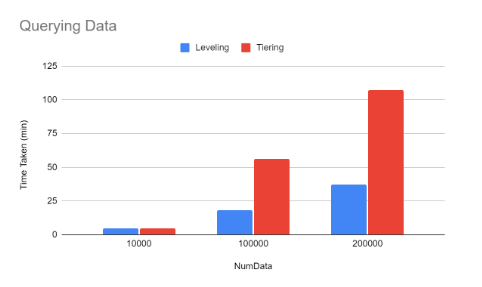 Querying Data
Leveling Tiering
125
100
75
50
25
0
Time Taken (min)
10000 100000 200000
NumData